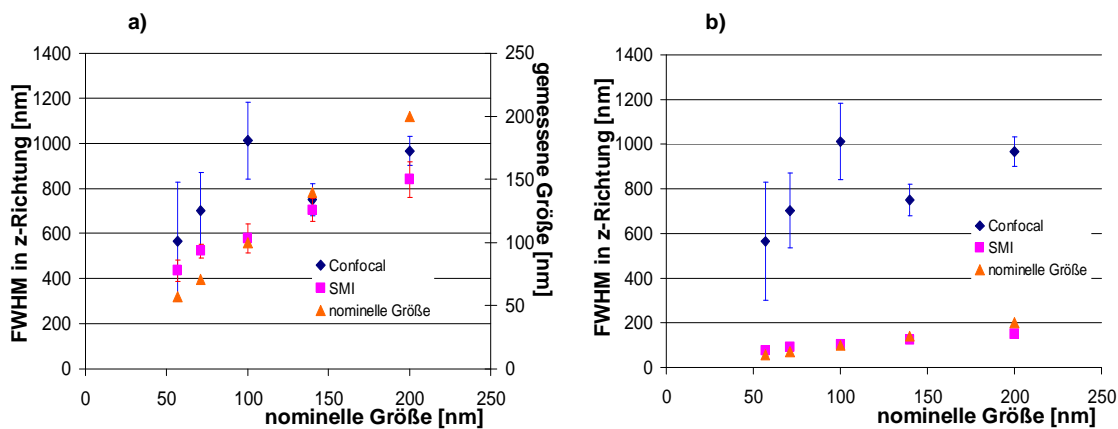 a)
FWHM in z-Richtung [nm]
1400
1200
1000
800
600
400
200
0
0 50 100 150 200 250
nominelle Größe [nm]
250
200
150
100
50
0
gemessene Größe [nm]
Confocal
SMI
nominelle Größe
b)
FWHM in z-Richtung [nm]
1400
1200
1000
800
600
400
200
0
0 50 100 150 200 250
nominelle Größe [nm]
Confocal
SMI
nominelle Größe